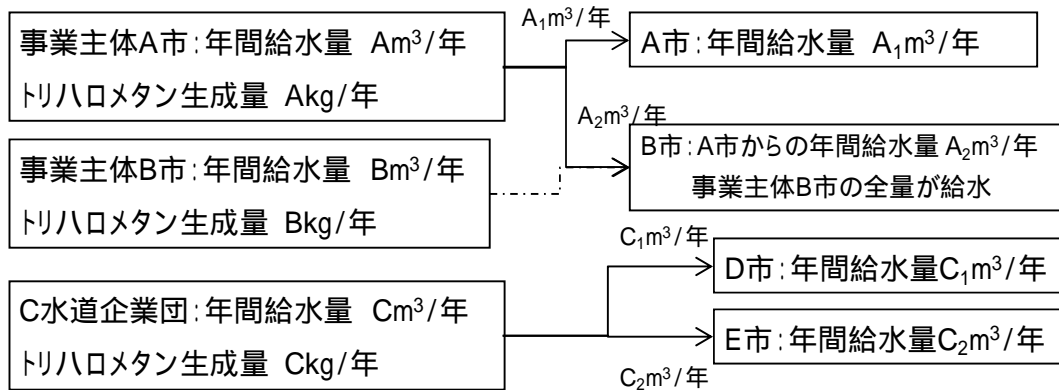 事業主体A市：年間給水量 Am³/年
トリハロメタン生成量 Akg/年
A₁m³/年
A市：年間給水量 A₁m³/年
A₂m³/年
B市：A市からの年間給水量 A₂m³/年
事業主体B市の全量が給水
事業主体B市：年間給水量 Bm³/年
トリハロメタン生成量 Bkg/年
C₁m³/年
D市：年間給水量C₁m³/年
C水道企業団：年間給水量 Cm³/年
トリハロメタン生成量 Ckg/年
E市：年間給水量C₂m³/年
C₂m³/年